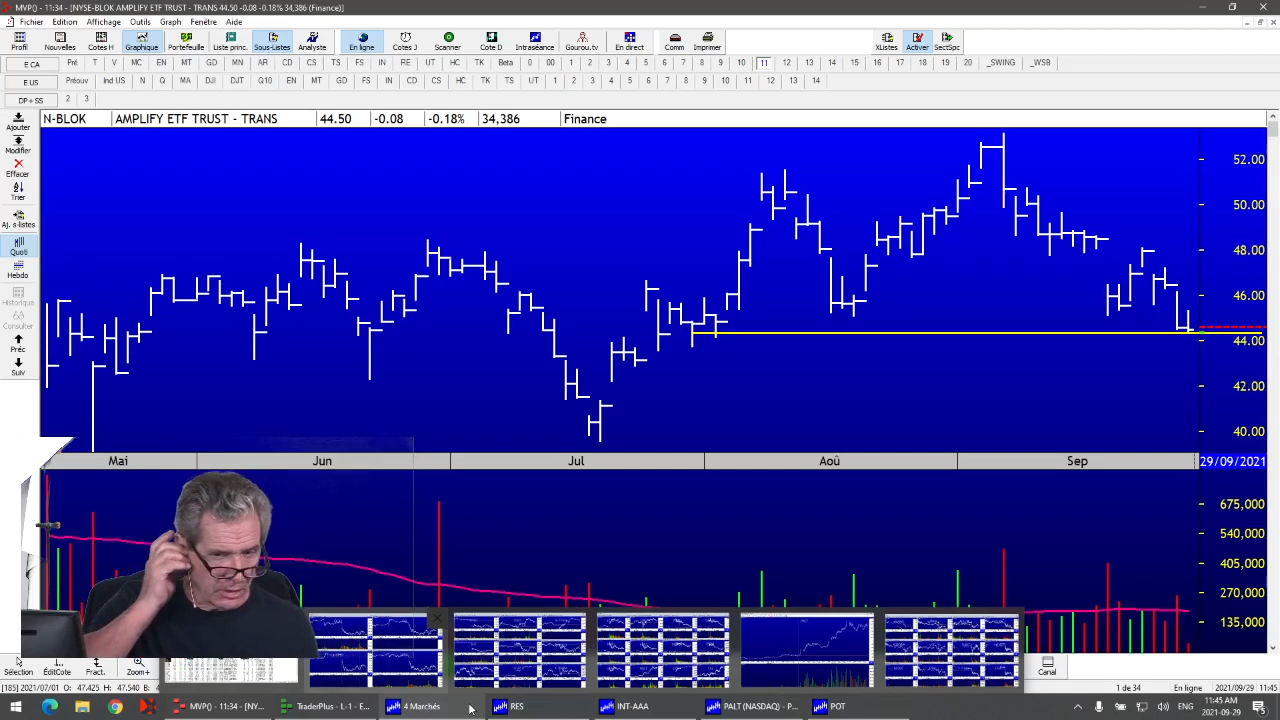 MVP() - 11:34 - [NYSE-BLOK AMPLIFY ETF TRUST 44.50 -0.08 -0.18% 34,386 (Finance)]
Fichier Edition Affichage Outils Graph Fenêtre Aide
Profil Nouvelles Cotes H Graphique Portefeuille Liste princ. Sous-Listes Analyste En ligne Cotes J Scanner Cote D Intraséance Gourou.tv En direct Comm Imprimer XListes Activer SectSpc
E CA Pré T V MC EN MT GD MN AR CD CS TS FS IN RE UT HC TC TK Beta 0 00 1 2 3 4 5 6 7 8 9 10 11 12 13 14 15 16 17 18 19 20 _SWING _WSB
E US Préouv Ind US N Q A MA DJI DJT Q10 EN MT GD FS IN RE CD CS HC TK TS UT 1 2 3 4 5 6 7 8 9 10 11 12 13 14
DP+ SS 2 3
N-BLOK AMPLIFY ETF TRUST - TRANS 44.50 -0.08 -0.18% 34,386 Finance
Ajouter
Modifier
Effacer
Trier
Aj. s-listes
Quoti
Hebdo
Historique
Consulter
Préc
Suiv
52.00
50.00
48.00
46.00
44.00
42.00
40.00
Mai Jun Jul Aoû Sep 29/09/2021
675,000
540,000
405,000
270,000
135,000
EditCote Fract. Zoom+ Canal
1 de 34 En ligne 2021/09/29 11:45
MVP() - 11:34 - [NY... TraderPlus - L-1 - E... 4 Marchés RES INT-AAA PALT (NASDAQ) - P... POT ENG 11:45 AM
2021-09-29